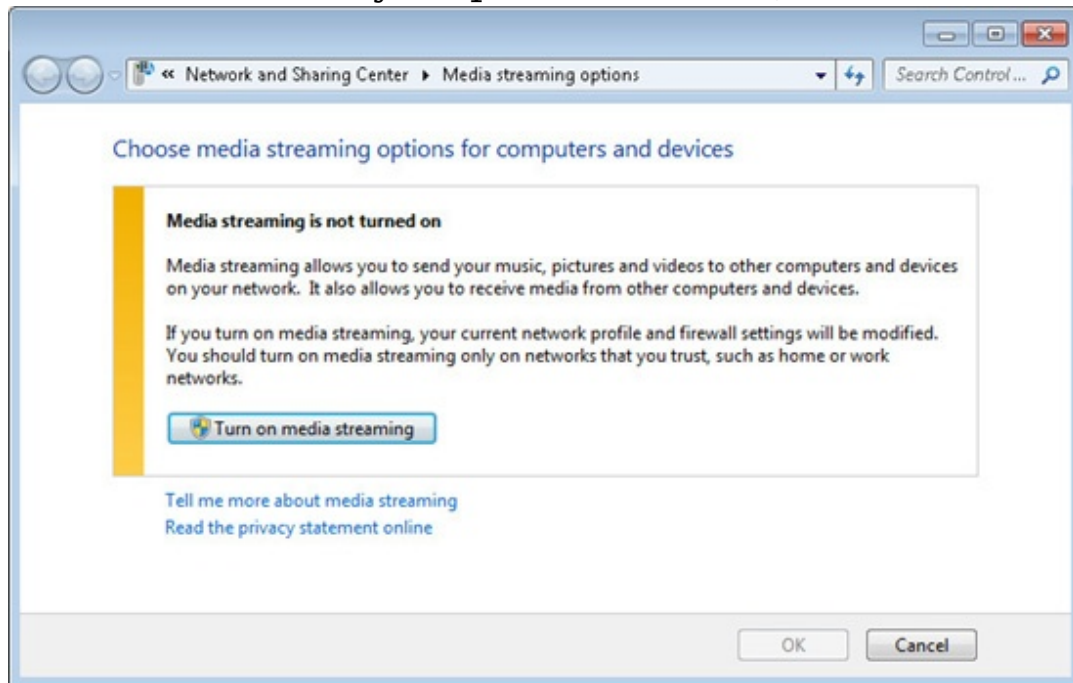 « Network and Sharing Center ▸ Media streaming options
Search Control ...
Choose media streaming options for computers and devices
Media streaming is not turned on
Media streaming allows you to send your music, pictures and videos to other computers and devices
on your network. It also allows you to receive media from other computers and devices.
If you turn on media streaming, your current network profile and firewall settings will be modified.
You should turn on media streaming only on networks that you trust, such as home or work
networks.
Turn on media streaming
Tell me more about media streaming
Read the privacy statement online
OK
Cancel